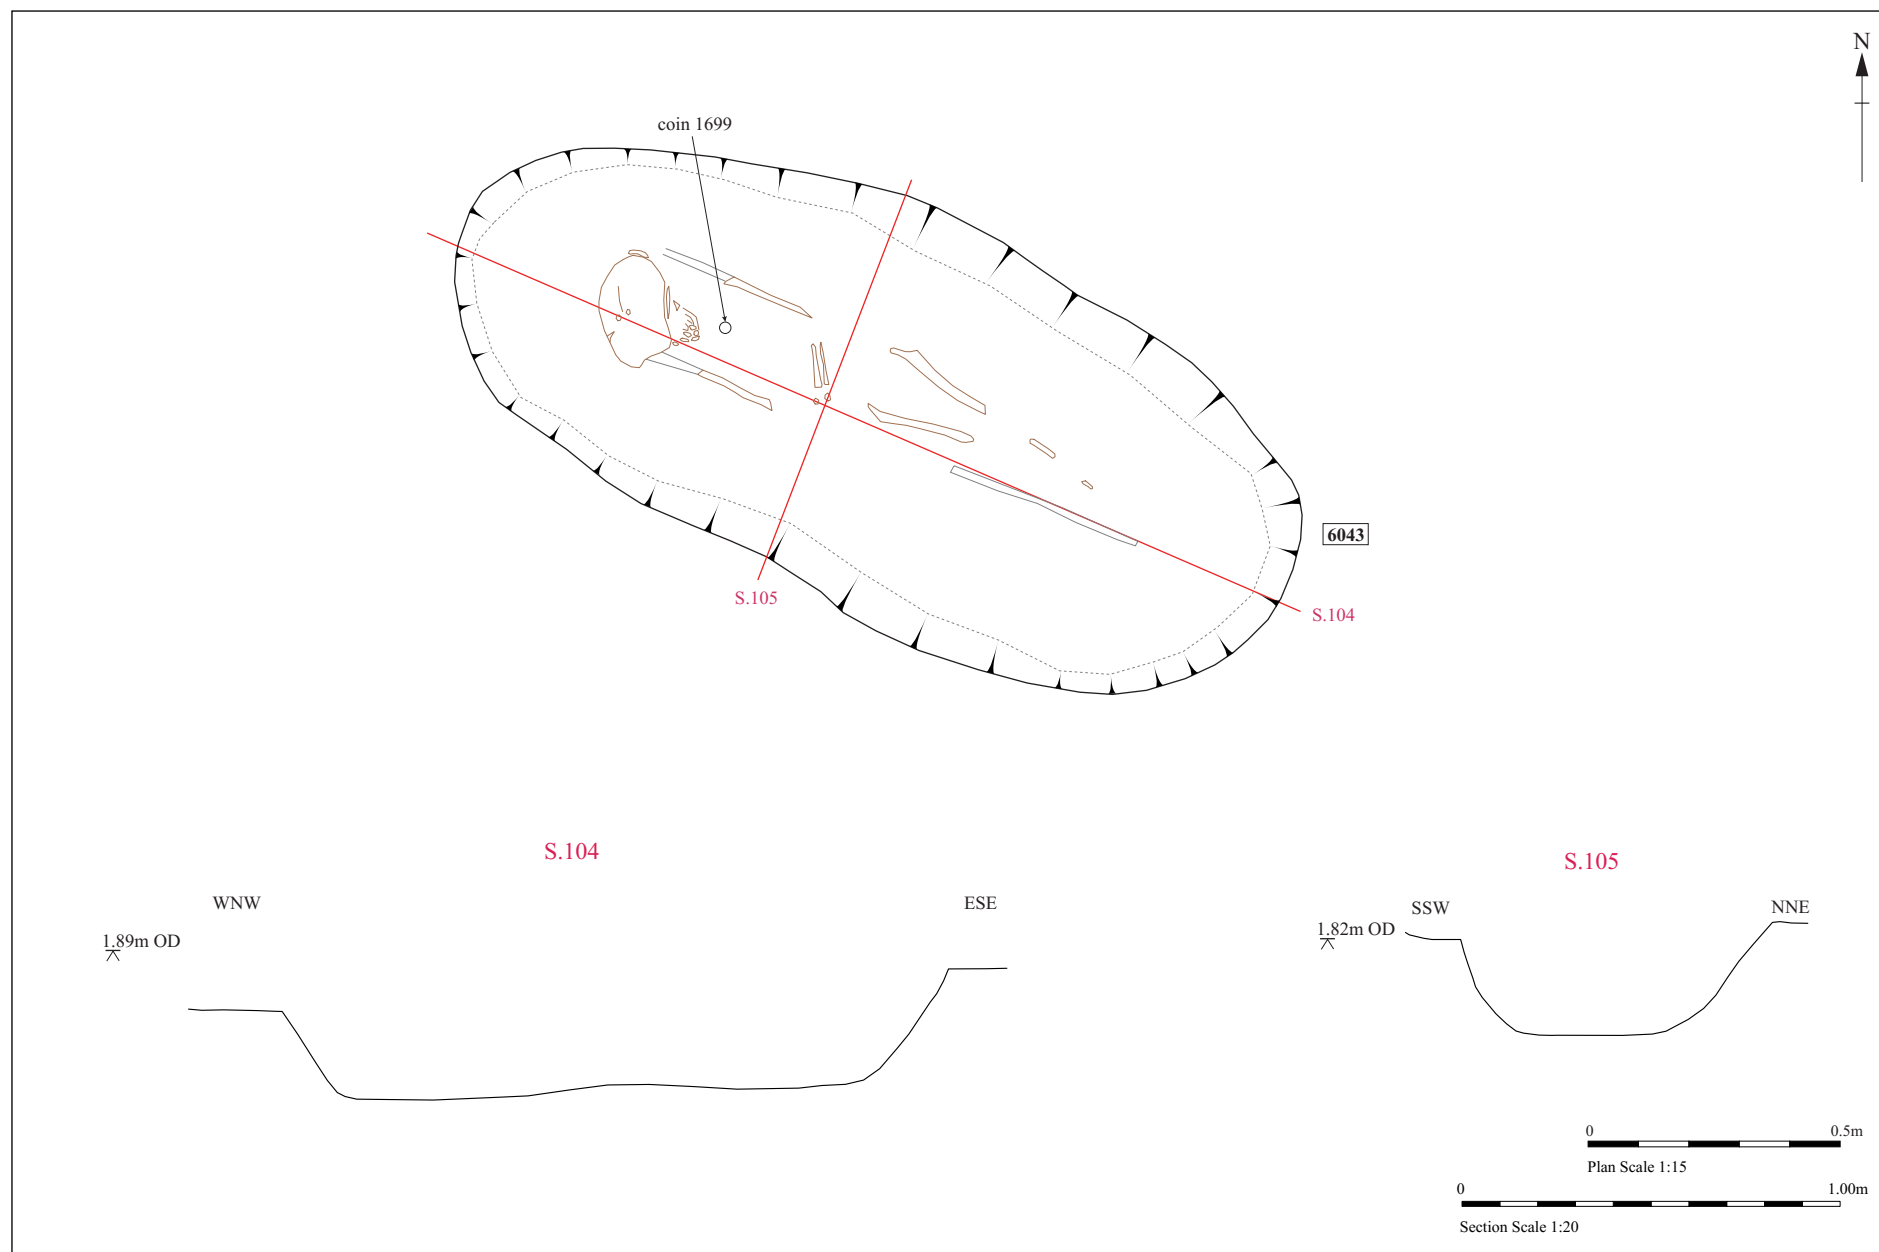 N
coin 1699
6043
S.105
S.104
S.104
S.105
WNW
ESE
SSW
NNE
1.89m OD
1.82m OD
0 0.5m
Plan Scale 1:15
0 1.00m
Section Scale 1:20